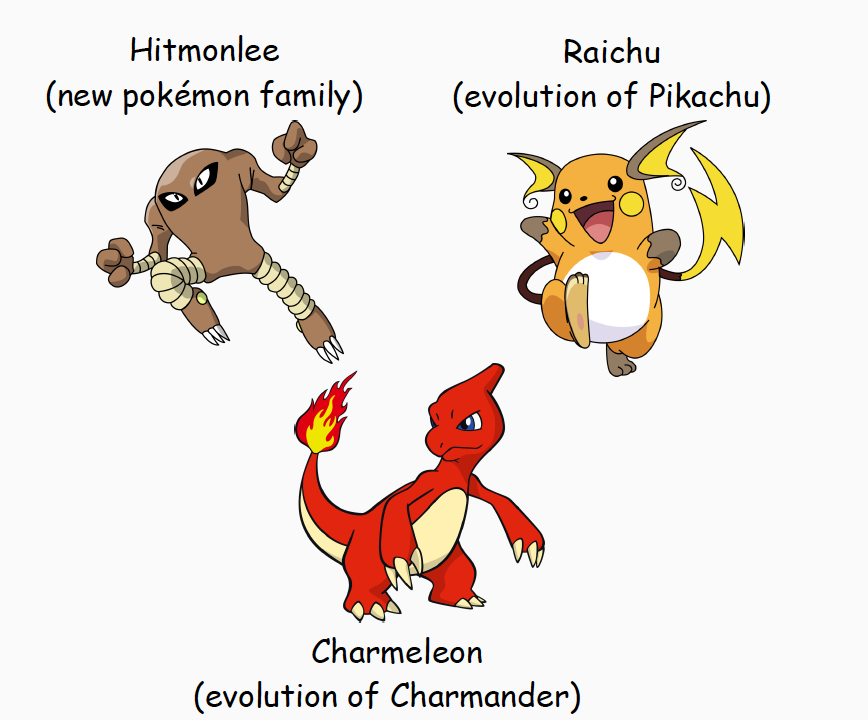 Hitmonlee
(new pokémon family)
Raichu
(evolution of Pikachu)
Charmeleon
(evolution of Charmander)